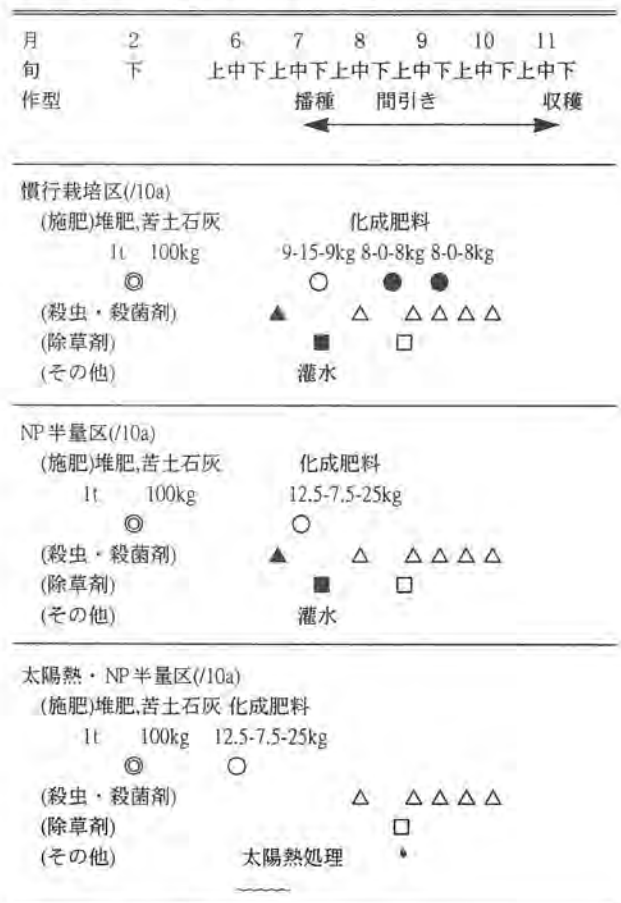 月 2 6 7 8 9 10 11
旬 下 上中下上中下上中下上中下上中下上中下
作型 播種 間引き 収穫
慣行栽培区(/10a)
(施肥)堆肥,苦土石灰 化成肥料
1t 100kg 9-15-9kg 8-0-8kg 8-0-8kg
◎ ○ ● ●
(殺虫・殺菌剤) ▲ △ △ △ △ △
(除草剤) ■ □
(その他) 灌水
NP半量区(/10a)
(施肥)堆肥,苦土石灰 化成肥料
1t 100kg 12.5-7.5-25kg
◎ ○
(殺虫・殺菌剤) ▲ △ △ △ △ △
(除草剤) ■ □
(その他) 灌水
太陽熱・NP半量区(/10a)
(施肥)堆肥,苦土石灰 化成肥料
1t 100kg 12.5-7.5-25kg
◎ ○
(殺虫・殺菌剤) △ △ △ △ △
(除草剤) □
(その他) 太陽熱処理